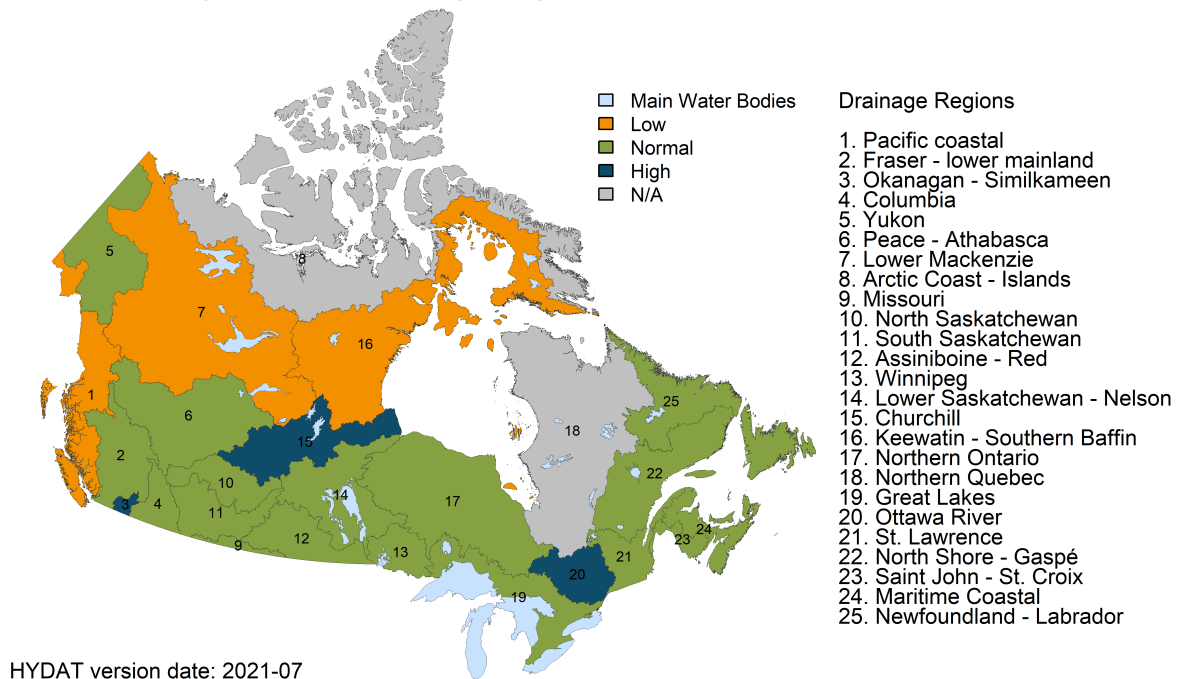 Main Water Bodies
Low
Normal
High
N/A
Drainage Regions
1. Pacific coastal
2. Fraser - lower mainland
3. Okanagan - Similkameen
4. Columbia
5. Yukon
6. Peace - Athabasca
7. Lower Mackenzie
8. Arctic Coast - Islands
9. Missouri
10. North Saskatchewan
11. South Saskatchewan
12. Assiniboine - Red
13. Winnipeg
14. Lower Saskatchewan - Nelson
15. Churchill
16. Keewatin - Southern Baffin
17. Northern Ontario
18. Northern Quebec
19. Great Lakes
20. Ottawa River
21. St. Lawrence
22. North Shore - Gaspé
23. Saint John - St. Croix
24. Maritime Coastal
25. Newfoundland - Labrador
8
5
7
16
1
6
25
15
18
2
22
10
14
17
3
4
11
24
12
23
9
13
21
20
19
HYDAT version date: 2021-07